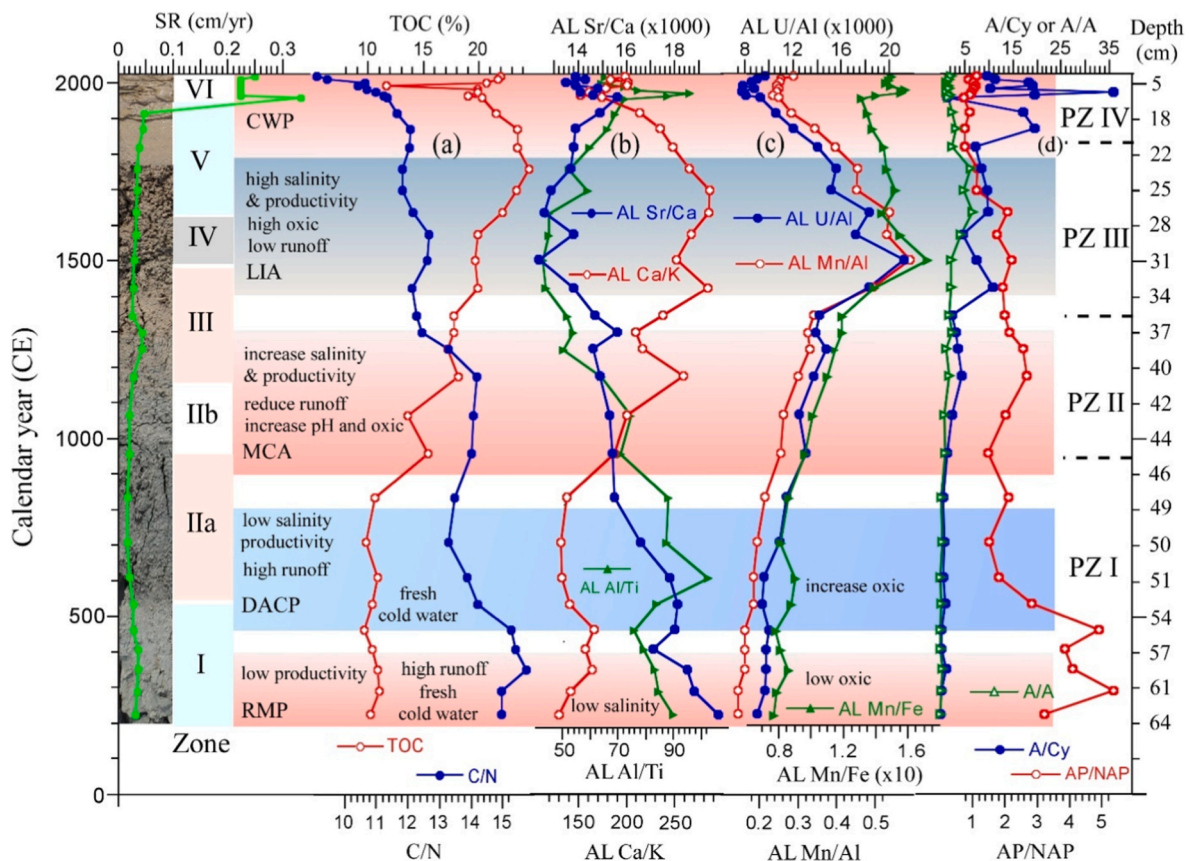 SR (cm/yr) TOC (%) AL Sr/Ca (x1000) AL U/Al (x1000) A/Cy or A/A Depth
0 0.1 0.2 0.3 10 15 20 14 16 18 8 12 16 20 5 15 25 35 (cm)
2000 VI 5
CWP (a) (b) (c) (d) PZ IV 18
V 22
high salinity
& productivity 25
high oxic AL Sr/Ca AL U/Al 28
low runoff IV PZ III
1500 LIA AL Ca/K AL Mn/Al 31
34
III 37
increase salinity
& productivity 40
reduce runoff PZ II
increase pH and oxic IIb 42
1000 MCA 44
46
IIa 49
low salinity
productivity 50
high runoff AL Al/Ti increase oxic PZ I 51
fresh
DACP cold water
500 54
57
I low productivity high runoff low oxic
fresh A/A 61
RMP cold water low salinity AL Mn/Fe 64
Calendar year (CE)
Zone TOC 50 70 90 0.8 1.2 1.6 A/Cy
C/N AL Al/Ti AL Mn/Fe (x10) AP/NAP
0
10 11 12 13 14 15 150 200 250 0.2 0.3 0.4 0.5 1 2 3 4 5
C/N AL Ca/K AL Mn/Al AP/NAP